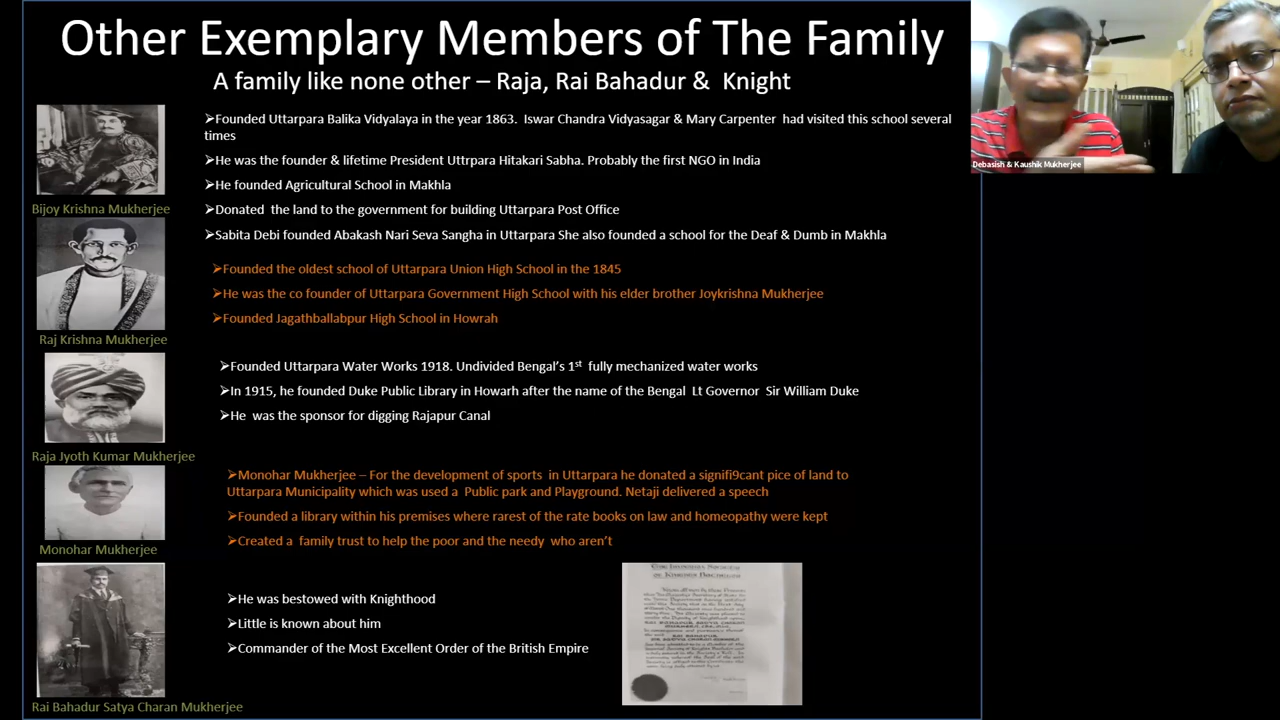 Other Exemplary Members of The Family
A family like none other – Raja, Rai Bahadur & Knight
➢Founded Uttarpara Balika Vidyalaya in the year 1863. Iswar Chandra Vidyasagar & Mary Carpenter had visited this school several
times
➢He was the founder & lifetime President Uttrpara Hitakari Sabha. Probably the first NGO in India
➢He founded Agricultural School in Makhla
➢Donated the land to the government for building Uttarpara Post Office
➢Sabita Debi founded Abakash Nari Seva Sangha in Uttarpara She also founded a school for the Deaf & Dumb in Makhla
Bijoy Krishna Mukherjee
➢Founded the oldest school of Uttarpara Union High School in the 1845
➢He was the co founder of Uttarpara Government High School with his elder brother Joykrishna Mukherjee
➢Founded Jagathballabpur High School in Howrah
Raj Krishna Mukherjee
➢Founded Uttarpara Water Works 1918. Undivided Bengal's 1st fully mechanized water works
➢In 1915, he founded Duke Public Library in Howarh after the name of the Bengal Lt Governor Sir William Duke
➢He was the sponsor for digging Rajapur Canal
Raja Jyoth Kumar Mukherjee
➢Monohar Mukherjee – For the development of sports in Uttarpara he donated a signifi9cant pice of land to
Uttarpara Municipality which was used a Public park and Playground. Netaji delivered a speech
➢Founded a library within his premises where rarest of the rate books on law and homeopathy were kept
➢Created a family trust to help the poor and the needy who aren't
Monohar Mukherjee
➢He was bestowed with Knighthood
➢Little is known about him
➢Commander of the Most Excellent Order of the British Empire
Rai Bahadur Satya Charan Mukherjee
Debasish & Kaushik Mukherjee